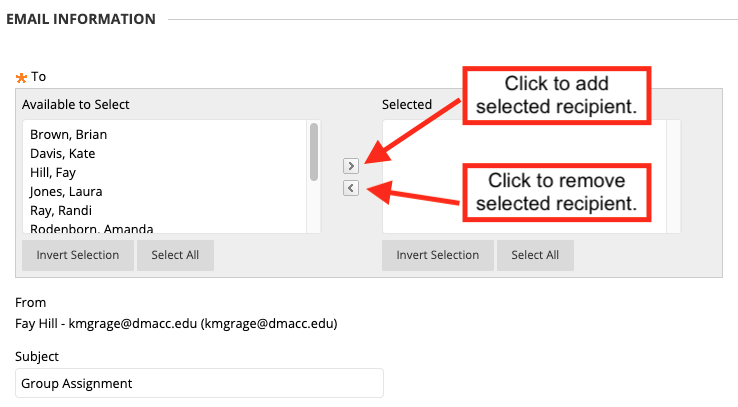 EMAIL INFORMATION
* To
Available to Select
Selected
Click to add
selected recipient.
Brown, Brian
Davis, Kate
Hill, Fay
Jones, Laura
Ray, Randi
Rodenborn, Amanda
Click to remove
selected recipient.
Invert Selection
Select All
Invert Selection
Select All
From
Fay Hill - kmgrage@dmacc.edu (kmgrage@dmacc.edu)
Subject
Group Assignment